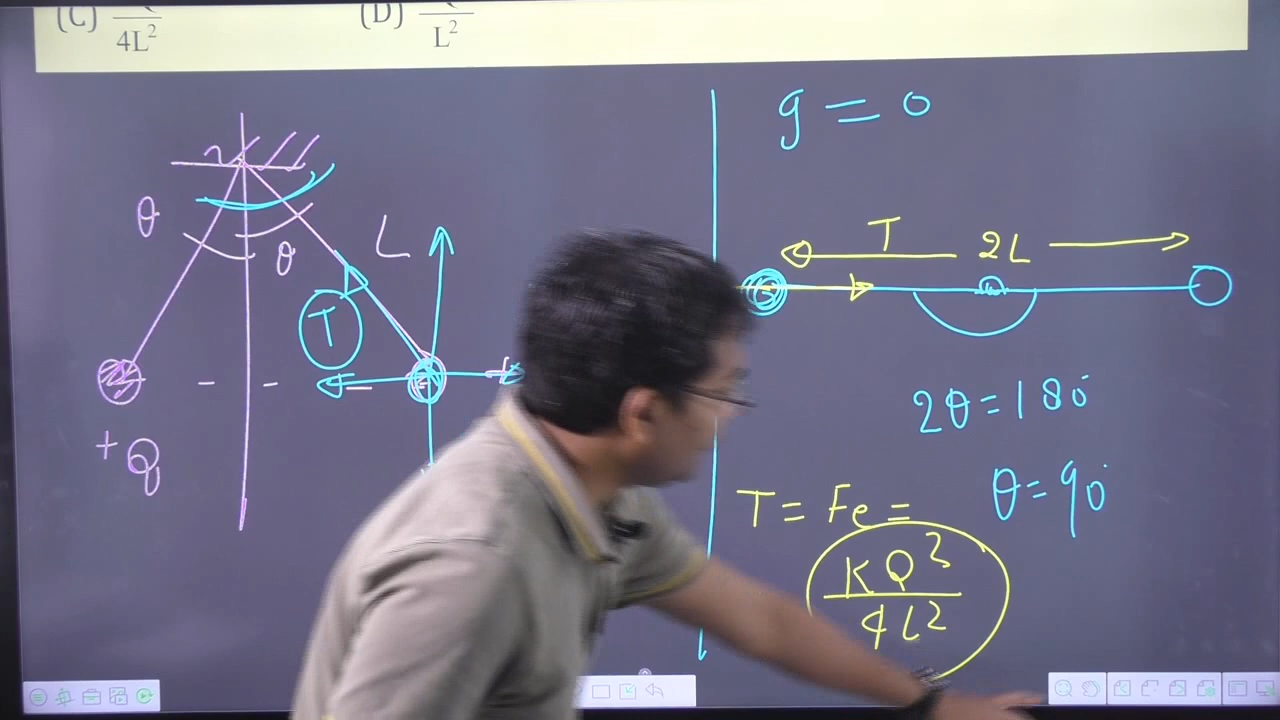 (C) 4L²
(D) L²
g = 0
θ
θ
L
T
+Q
T
2L
2θ = 180°
θ = 90°
T = Fe =
KQ²
4L²